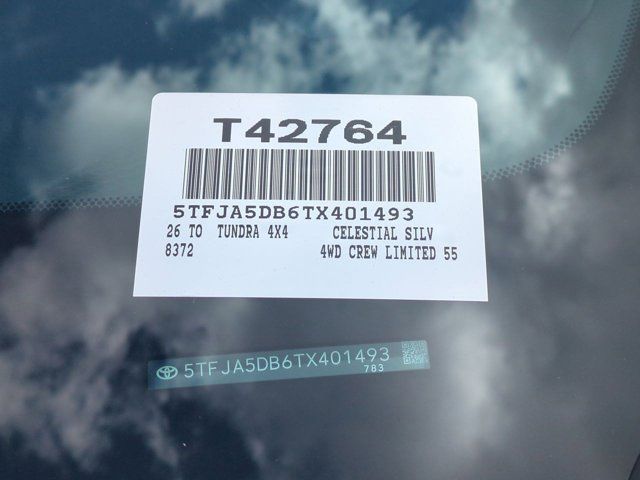 T42764
5TFJA5DB6TX401493
26 TO TUNDRA 4X4 CELESTIAL SILV
8372 4WD CREW LIMITED 55
5TFJA5DB6TX401493
783